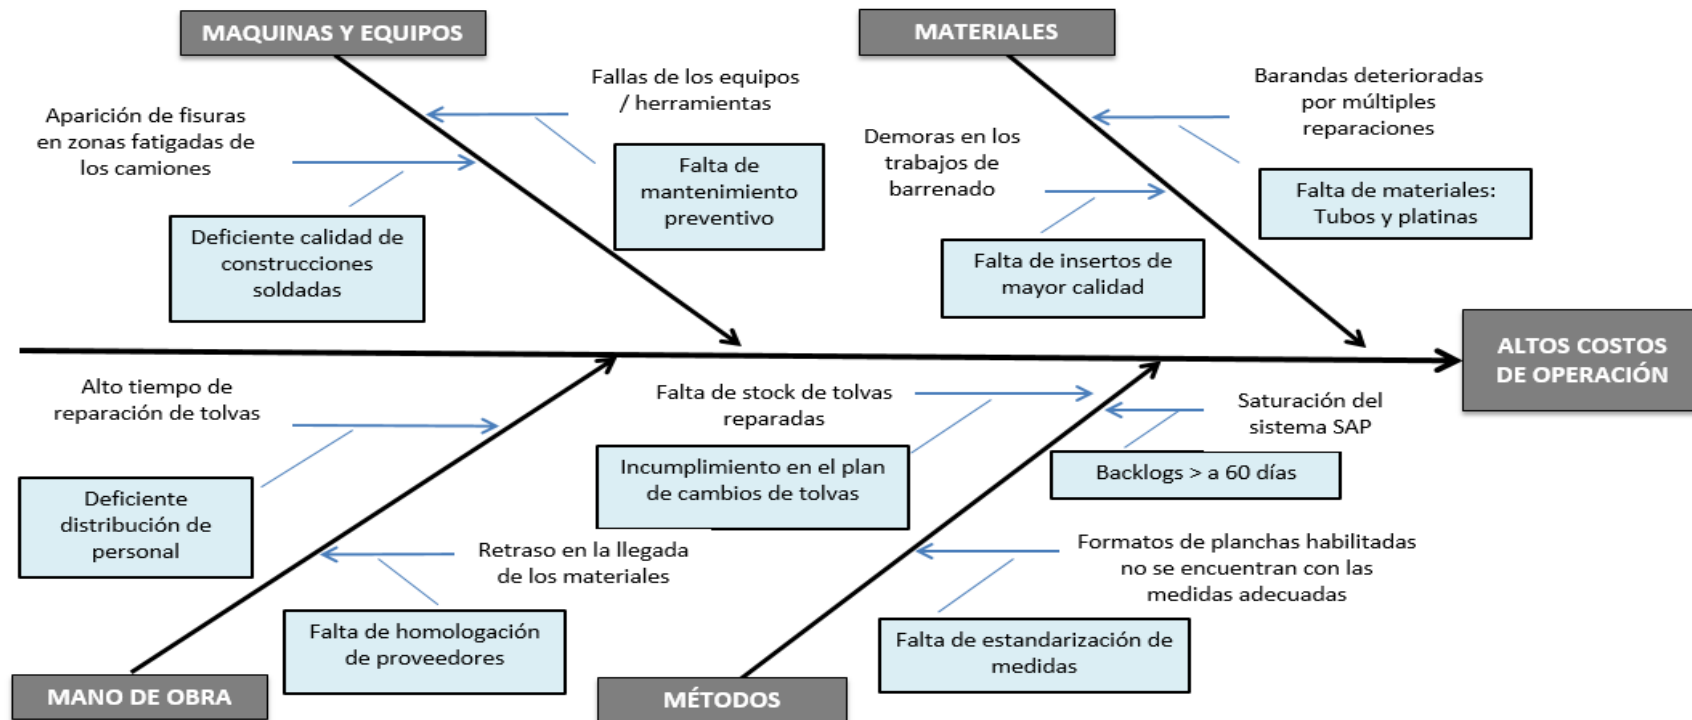 MAQUINAS Y EQUIPOS
MATERIALES
Fallas de los equipos
/ herramientas
Barandas deterioradas
por múltiples
reparaciones
Aparición de fisuras
en zonas fatigadas de
los camiones
Demoras en los
trabajos de
barrenado
Falta de
mantenimiento
preventivo
Falta de materiales:
Tubos y platinas
Deficiente calidad de
construcciones
soldadas
Falta de insertos de
mayor calidad
ALTOS COSTOS
DE OPERACIÓN
Alto tiempo de
reparación de tolvas
Falta de stock de tolvas
reparadas
Saturación del
sistema SAP
Incumplimiento en el plan
de cambios de tolvas
Backlogs > a 60 días
Deficiente
distribución de
personal
Retraso en la llegada
de los materiales
Formatos de planchas habilitadas
no se encuentran con las
medidas adecuadas
Falta de homologación
de proveedores
Falta de estandarización de
medidas
MANO DE OBRA
MÉTODOS